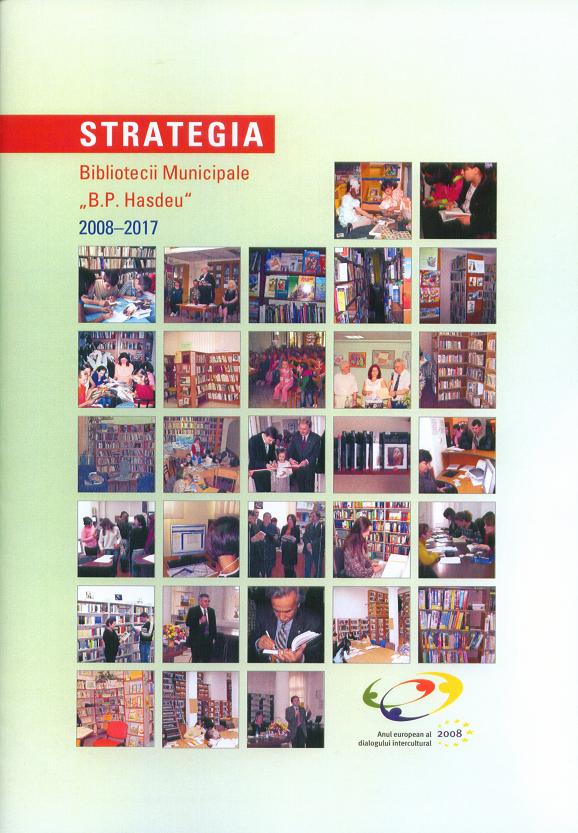 STRATEGIA
Bibliotecii Municipale
„B.P. Hasdeu“
2008–2017
Anul european al
dialogului intercultural
2008